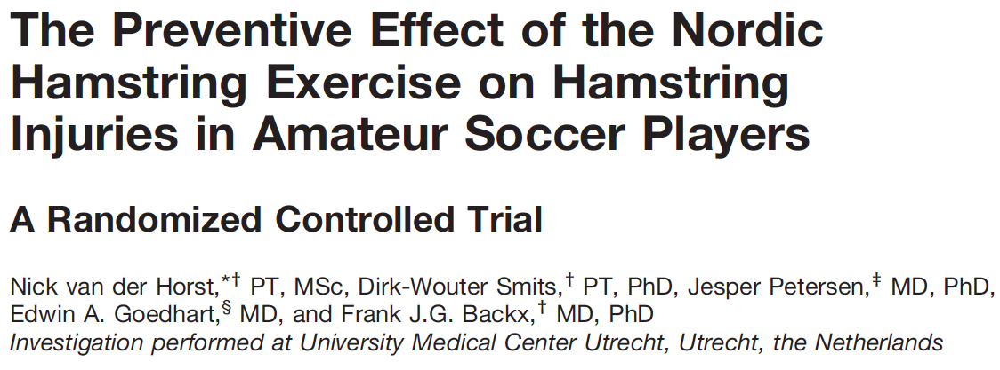 The Preventive Effect of the Nordic
Hamstring Exercise on Hamstring
Injuries in Amateur Soccer Players
A Randomized Controlled Trial
Nick van der Horst,*† PT, MSc, Dirk-Wouter Smits,† PT, PhD, Jesper Petersen,‡ MD, PhD,
Edwin A. Goedhart,§ MD, and Frank J.G. Backx,† MD, PhD
Investigation performed at University Medical Center Utrecht, Utrecht, the Netherlands